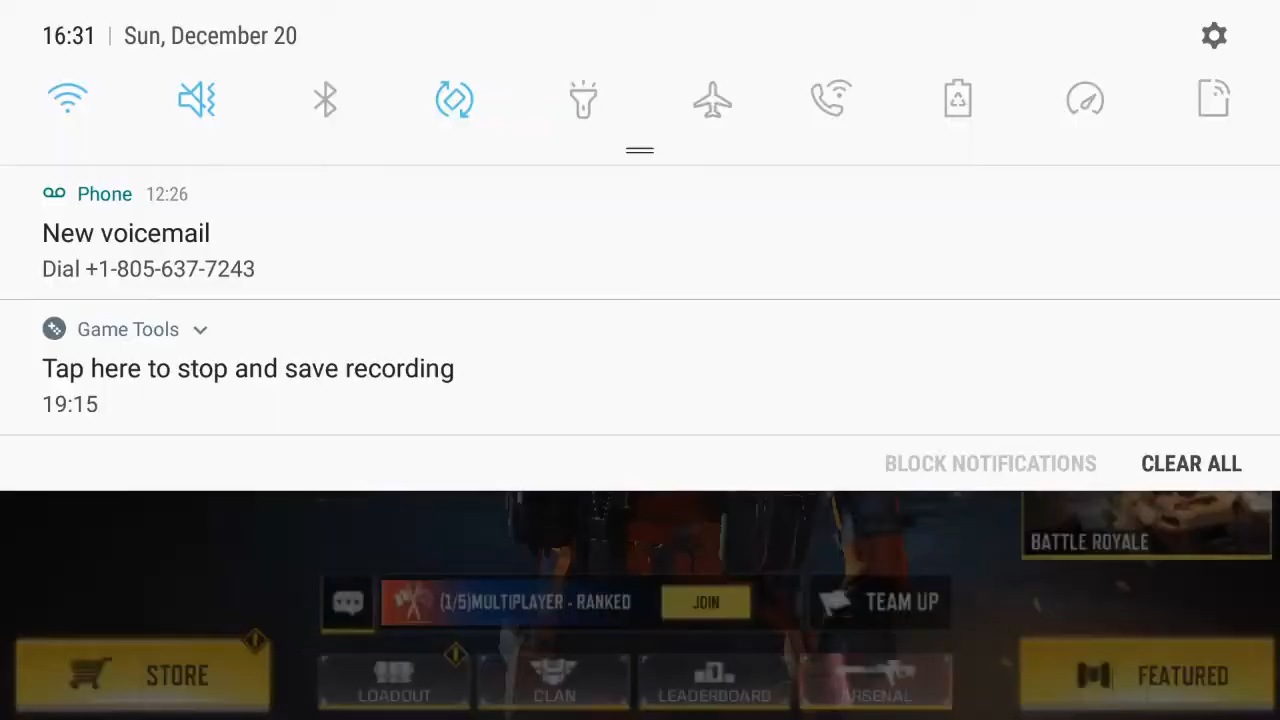 16:31 | Sun, December 20
Phone 12:26
New voicemail
Dial +1-805-637-7243
Game Tools
Tap here to stop and save recording
19:15
BLOCK NOTIFICATIONS CLEAR ALL
BATTLE ROYALE
(1/5)MULTIPLAYER - RANKED JOIN TEAM UP
STORE FEATURED
LOADOUT CLAN LEADERBOARD ARSENAL